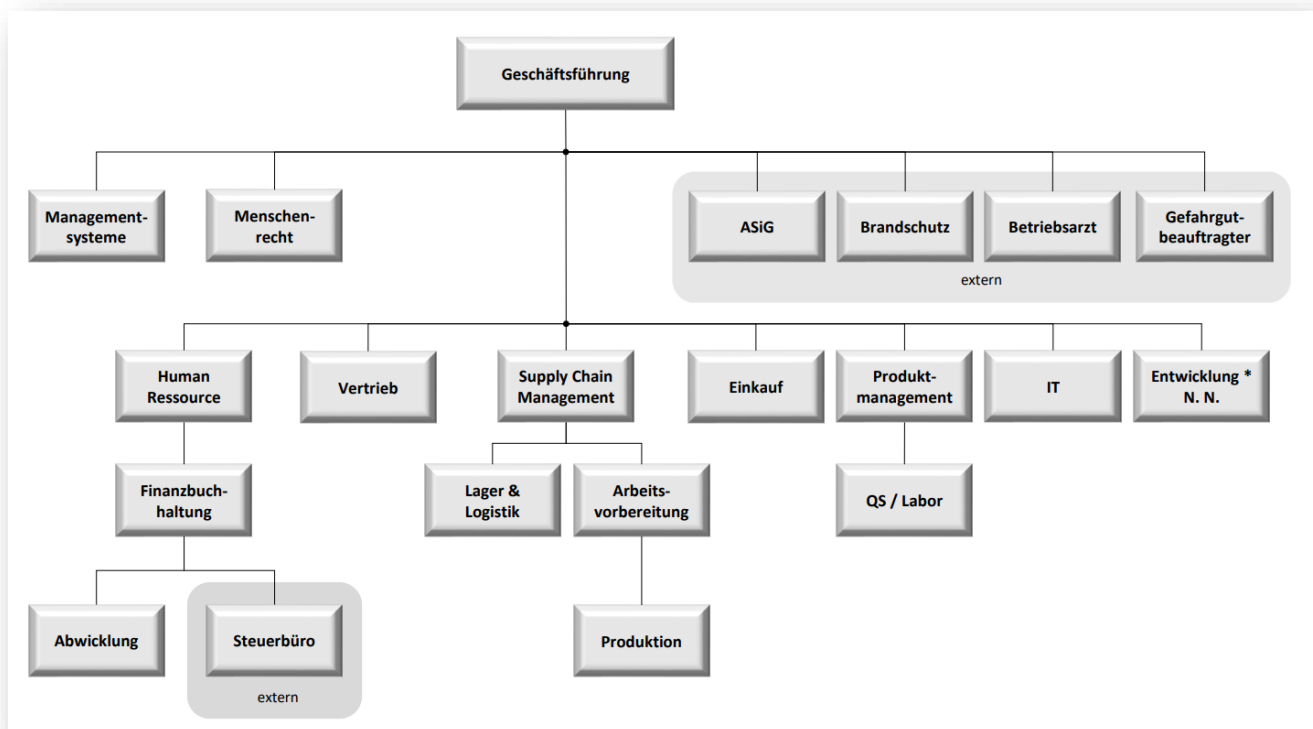 Geschäftsführung
Management-
systeme
Menschen-
recht
ASiG
Brandschutz
Betriebsarzt
Gefahrgut-
beauftragter
extern
Human
Ressource
Vertrieb
Supply Chain
Management
Einkauf
Produkt-
management
IT
Entwicklung *
N. N.
Finanzbuch-
haltung
Lager &
Logistik
Arbeits-
vorbereitung
QS / Labor
Abwicklung
Steuerbüro
extern
Produktion